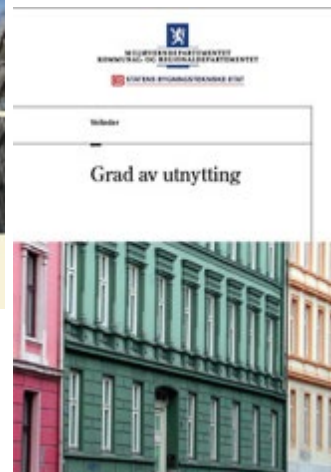 MILJØVERNDEPARTEMENTET
KOMMUNAL- OG REGIONALDEPARTEMENTET
STATENS BYGNINGSTEKNISKE ETAT
Veileder
Grad av utnytting